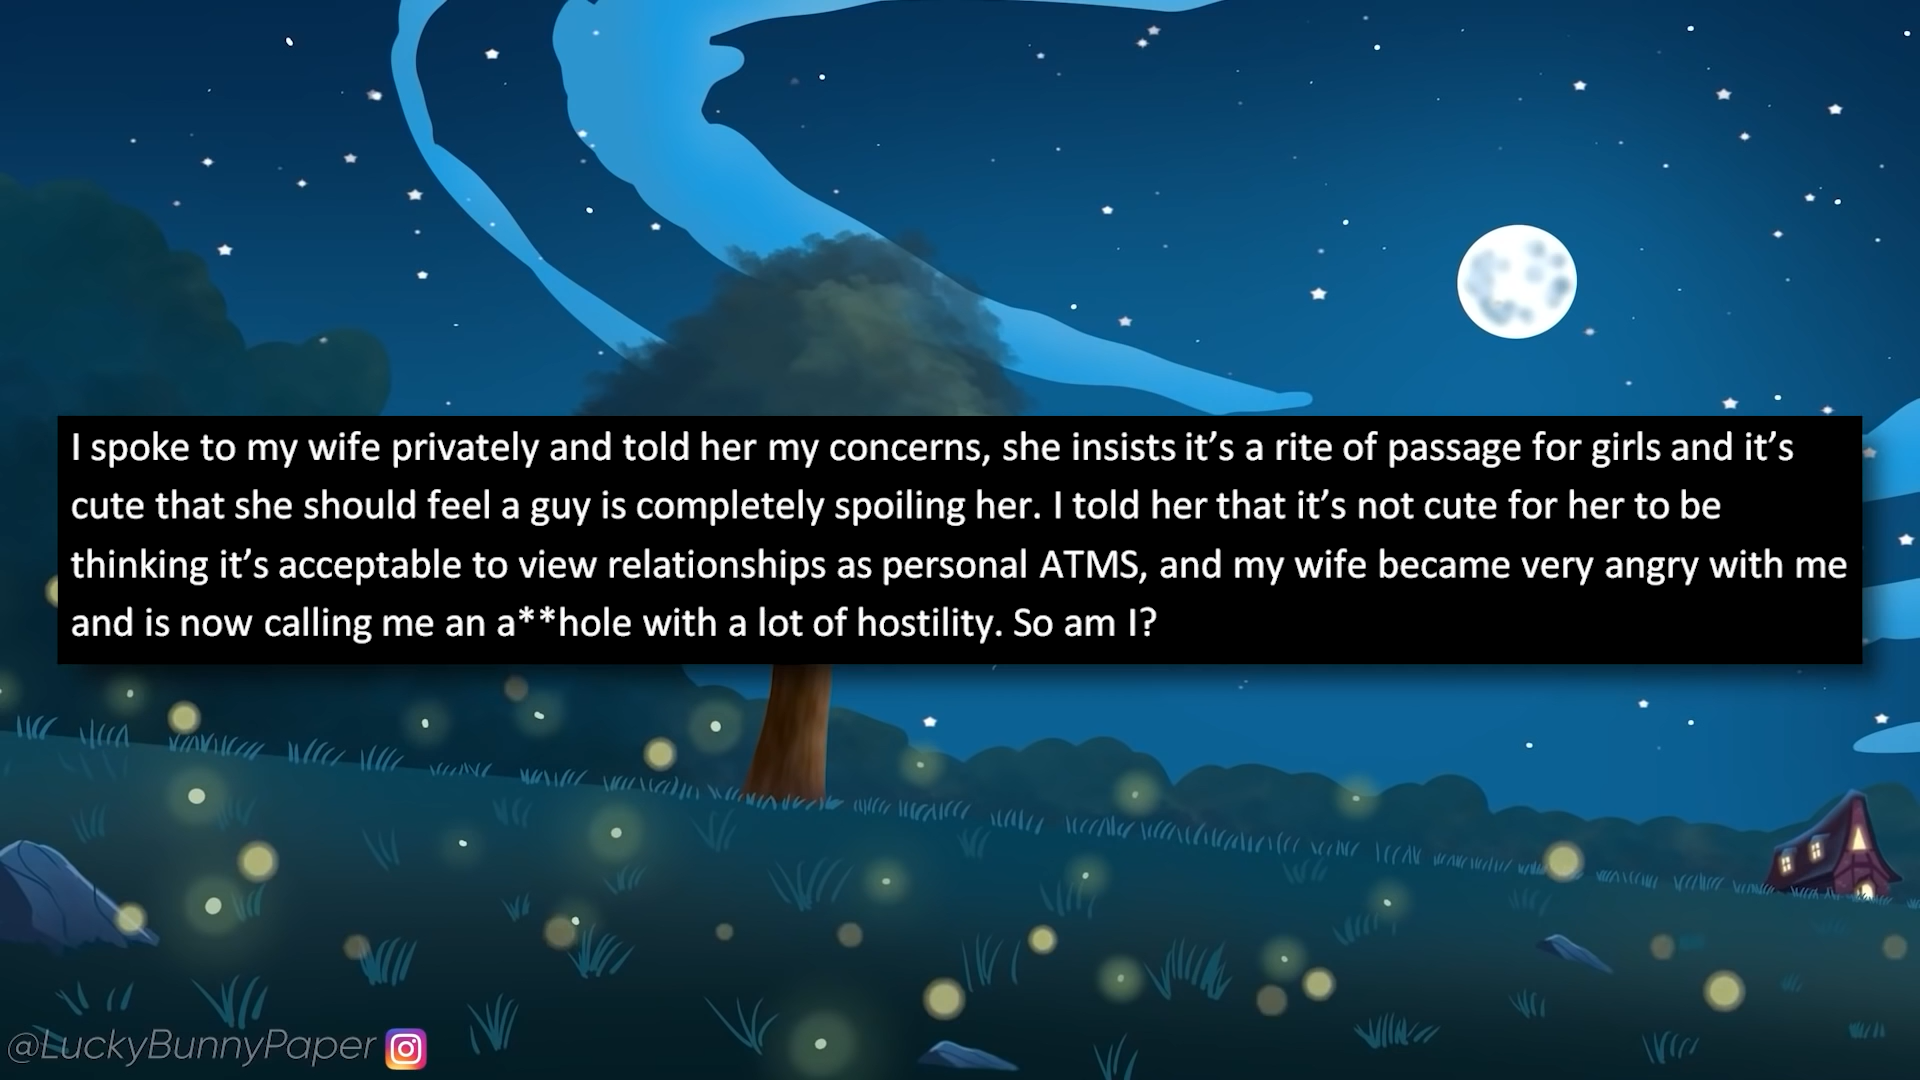 I spoke to my wife privately and told her my concerns, she insists it’s a rite of passage for girls and it’s
cute that she should feel a guy is completely spoiling her. I told her that it’s not cute for her to be
thinking it’s acceptable to view relationships as personal ATMS, and my wife became very angry with me
and is now calling me an a**hole with a lot of hostility. So am I?
@LuckyBunnyPaper